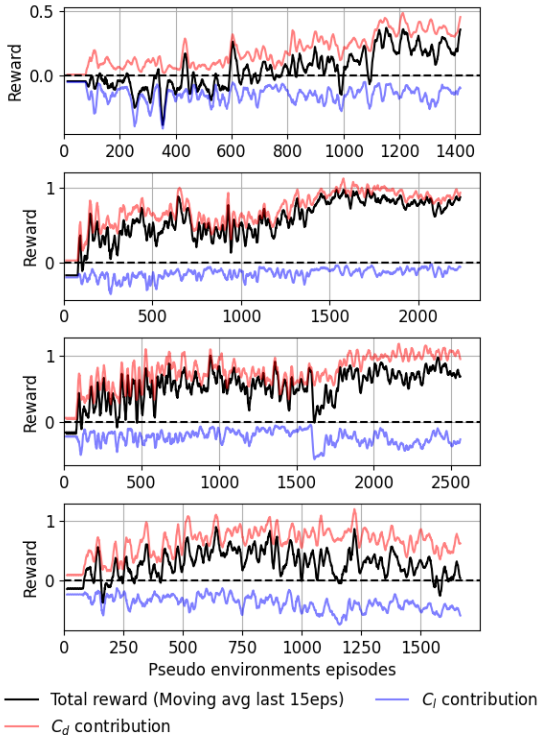 0.5
0.0
Reward
0 200 400 600 800 1000 1200 1400
1
0
Reward
0 500 1000 1500 2000
1
0
Reward
0 500 1000 1500 2000 2500
1
0
Reward
0 250 500 750 1000 1250 1500
Pseudo environments episodes
Total reward (Moving avg last 15eps) C_l contribution
C_d contribution